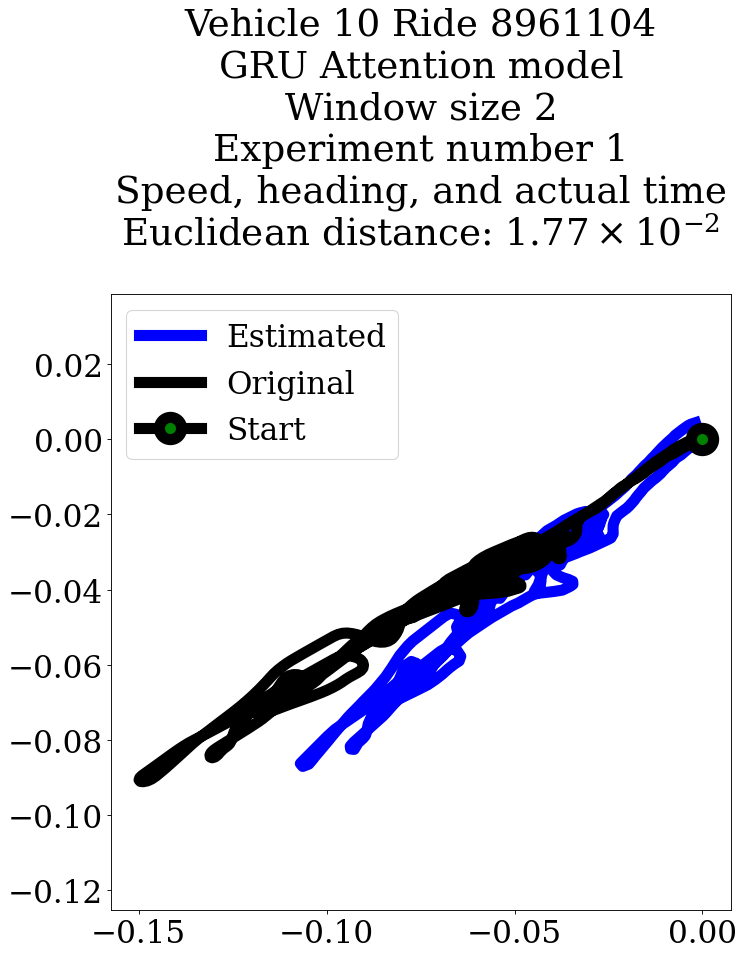 Vehicle 10 Ride 8961104
GRU Attention model
Window size 2
Experiment number 1
Speed, heading, and actual time
Euclidean distance: 1.77 × 10⁻²
Estimated
Original
Start
0.02
0.00
−0.02
−0.04
−0.06
−0.08
−0.10
−0.12
−0.15
−0.10
−0.05
0.00